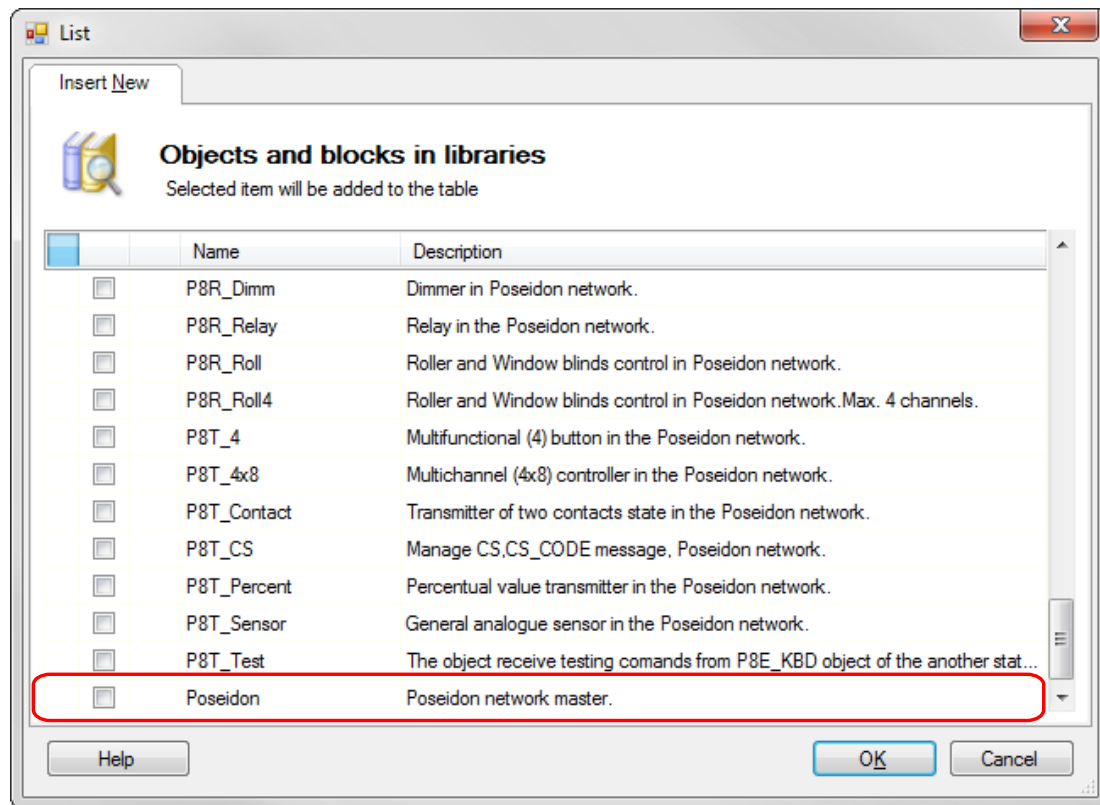 List
Insert New
Objects and blocks in libraries
Selected item will be added to the table
Name Description
P8R_Dimm Dimmer in Poseidon network.
P8R_Relay Relay in the Poseidon network.
P8R_Roll Roller and Window blinds control in Poseidon network.
P8R_Roll4 Roller and Window blinds control in Poseidon network.Max. 4 channels.
P8T_4 Multifunctional (4) button in the Poseidon network.
P8T_4x8 Multichannel (4x8) controller in the Poseidon network.
P8T_Contact Transmitter of two contacts state in the Poseidon network.
P8T_CS Manage CS,CS_CODE message, Poseidon network.
P8T_Percent Percentual value transmitter in the Poseidon network.
P8T_Sensor General analogue sensor in the Poseidon network.
P8T_Test The object receive testing comands from P8E_KBD object of the another stat...
Poseidon Poseidon network master.
Help OK Cancel